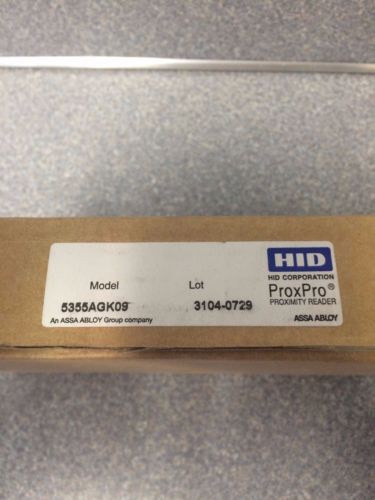 Model Lot
5355AGK09 3104-0729
An ASSA ABLOY Group company
HID
HID CORPORATION
ProxPro®
PROXIMITY READER
ASSA ABLOY